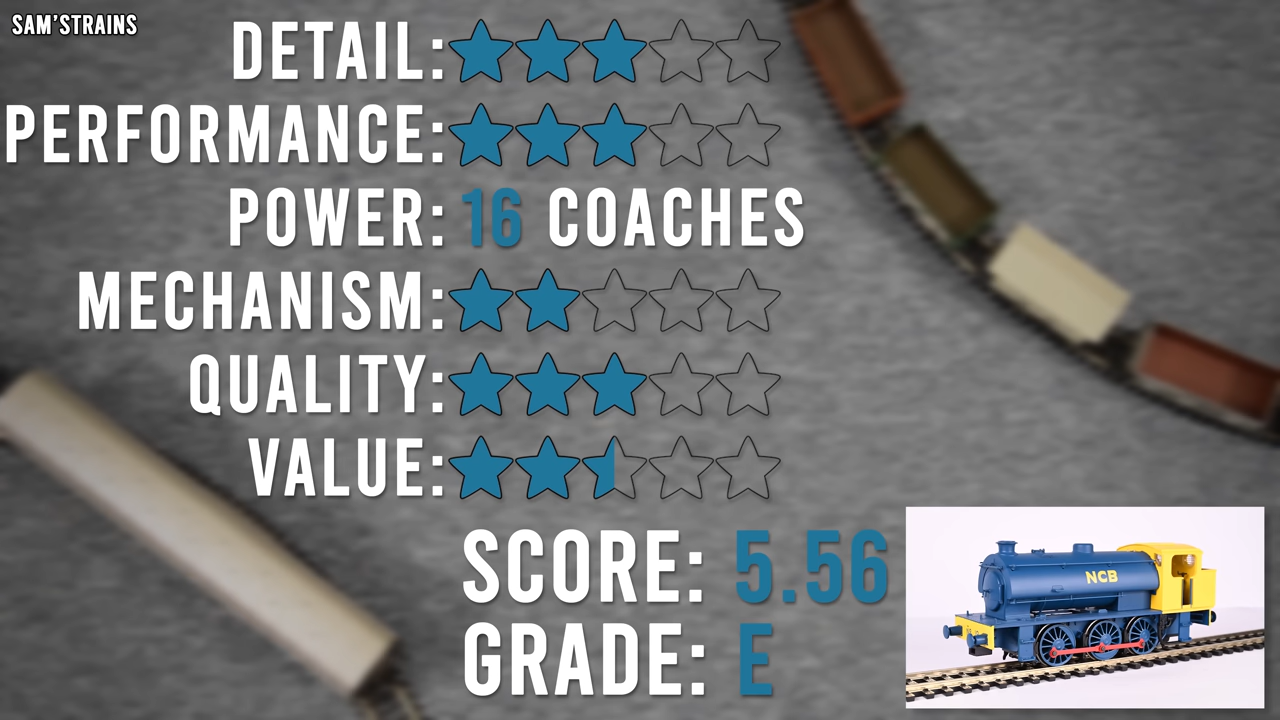 SAM'STRAINS
DETAIL:
PERFORMANCE:
POWER: 16 COACHES
MECHANISM:
QUALITY:
VALUE:
SCORE: 5.56
GRADE: E
NCB